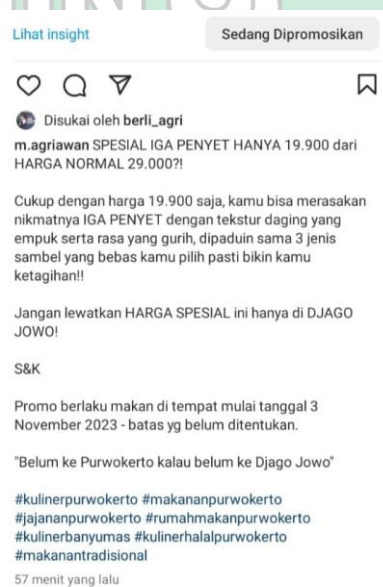 Lihat insight
Sedang Dipromosikan
Disukai oleh berli_agri
m.agriawan SPESIAL IGA PENYET HANYA 19.900 dari
HARGA NORMAL 29.000?!
Cukup dengan harga 19.900 saja, kamu bisa merasakan
nikmatnya IGA PENYET dengan tekstur daging yang
empuk serta rasa yang gurih, dipaduin sama 3 jenis
sambel yang bebas kamu pilih pasti bikin kamu
ketagihan!!
Jangan lewatkan HARGA SPESIAL ini hanya di DJAGO
JOWO!
S&K
Promo berlaku makan di tempat mulai tanggal 3
November 2023 - batas yg belum ditentukan.
"Belum ke Purwokerto kalau belum ke Djago Jowo"
#kulinerpurwokerto #makananpurwokerto
#jajananpurwokerto #rumahmakanpurwokerto
#kulinerbanyumas #kulinerhalalpurwokerto
#makanantradisional
57 menit yang lalu